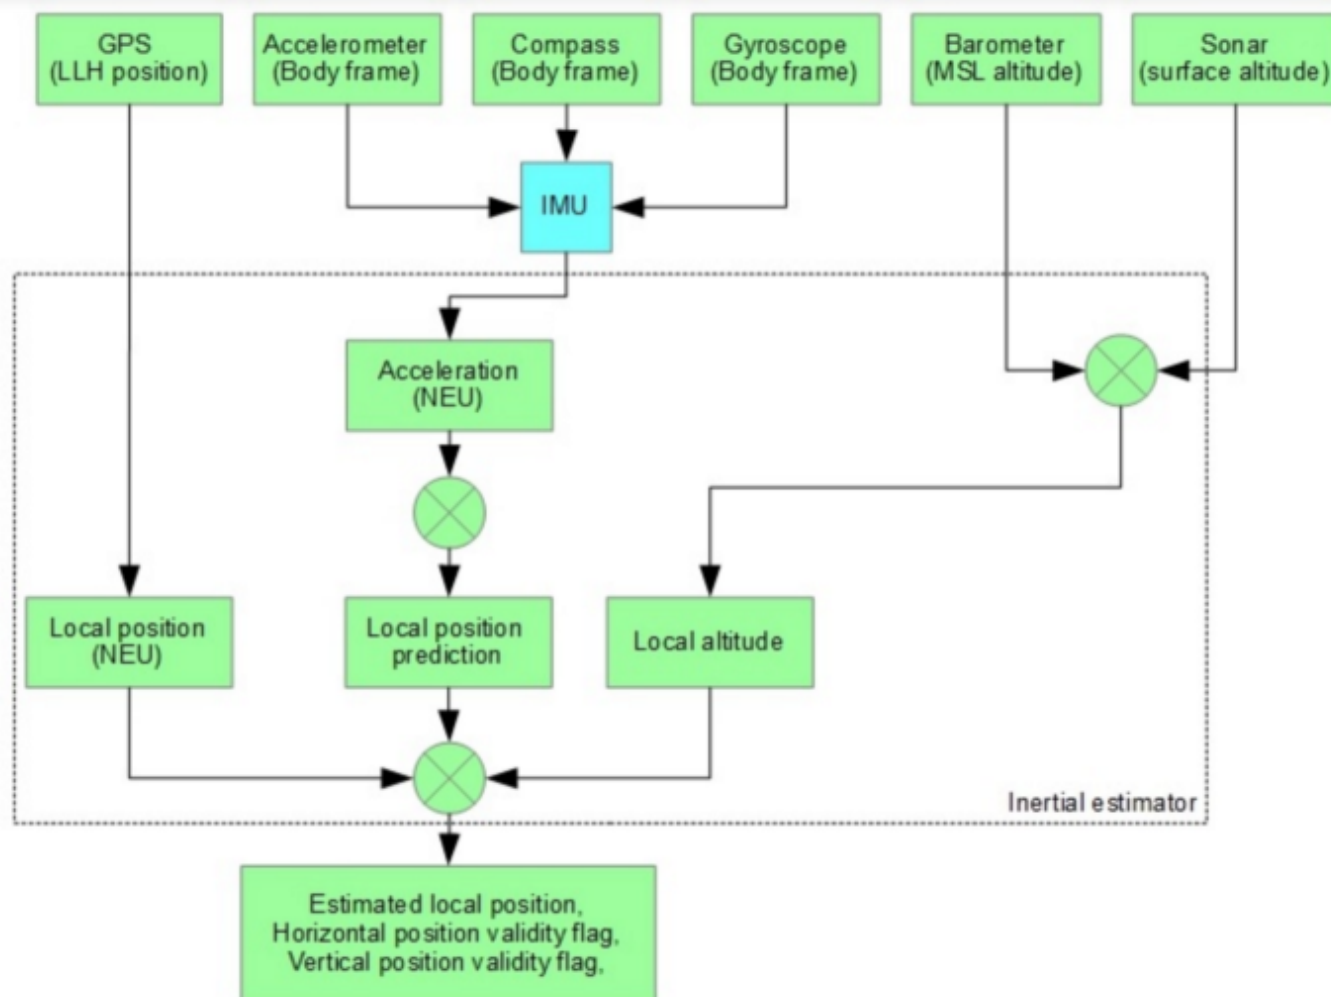 GPS
(LLH position)
Accelerometer
(Body frame)
Compass
(Body frame)
Gyroscope
(Body frame)
Barometer
(MSL altitude)
Sonar
(surface altitude)
IMU
Acceleration
(NEU)
Local position
(NEU)
Local position
prediction
Local altitude
Inertial estimator
Estimated local position,
Horizontal position validity flag,
Vertical position validity flag,